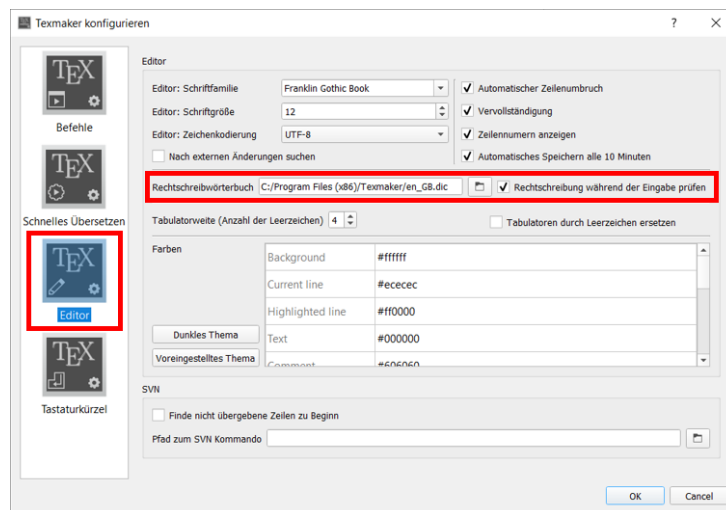 Texmaker konfigurieren
? ×
TEX
Befehle
TEX
Schnelles Übersetzen
TEX
Editor
TEX
Tastaturkürzel
Editor
Editor: Schriftfamilie Franklin Gothic Book
Automatischer Zeilenumbruch
Editor: Schriftgröße 12
Vervollständigung
Editor: Zeichenkodierung UTF-8
Zeilennumern anzeigen
Nach externen Änderungen suchen
Automatisches Speichern alle 10 Minuten
Rechtschreibwörterbuch C:/Program Files (x86)/Texmaker/en_GB.dic
Rechtschreibung während der Eingabe prüfen
Tabulatorweite (Anzahl der Leerzeichen) 4
Tabulatoren durch Leerzeichen ersetzen
Farben
Background #ffffff
Current line #ececec
Highlighted line #ff0000
Text #000000
Comment #606060
Dunkles Thema
Voreingestelltes Thema
SVN
Finde nicht übergebene Zeilen zu Beginn
Pfad zum SVN Kommando
OK
Cancel